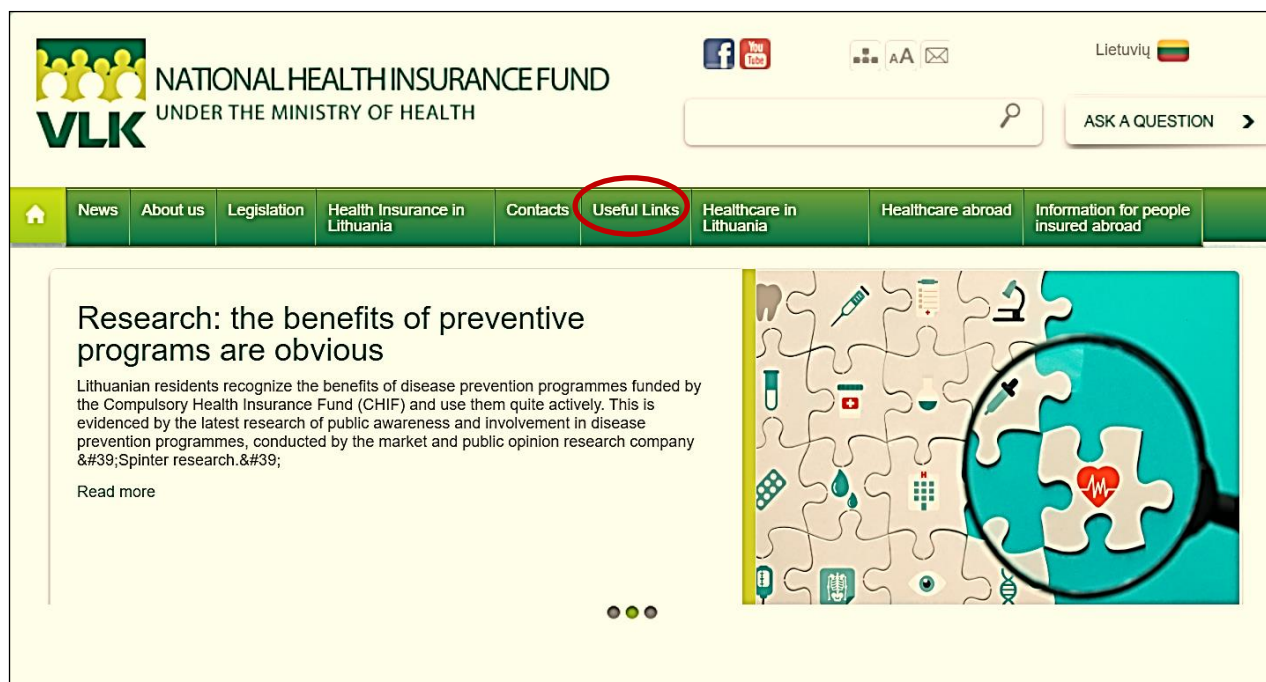 VLK
NATIONAL HEALTH INSURANCE FUND
UNDER THE MINISTRY OF HEALTH
f
You
Tube
AA
Lietuvių
ASK A QUESTION
News
About us
Legislation
Health Insurance in
Lithuania
Contacts
Useful Links
Healthcare in
Lithuania
Healthcare abroad
Information for people
insured abroad
Research: the benefits of preventive
programs are obvious
Lithuanian residents recognize the benefits of disease prevention programmes funded by
the Compulsory Health Insurance Fund (CHIF) and use them quite actively. This is
evidenced by the latest research of public awareness and involvement in disease
prevention programmes, conducted by the market and public opinion research company
&#39;Spinter research.&#39;
Read more
H